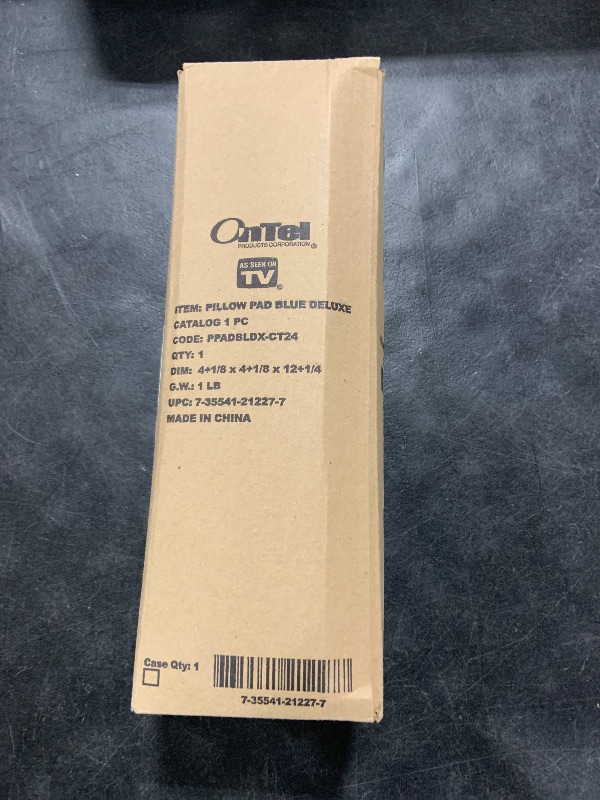 OnTel
PRODUCTS CORPORATION ®
AS SEEN ON
TV ®
ITEM: PILLOW PAD BLUE DELUXE
CATALOG 1 PC
CODE: PPADBLDX-CT24
QTY: 1
DIM: 4+1/8 x 4+1/8 x 12+1/4
G.W.: 1 LB
UPC: 7-35541-21227-7
MADE IN CHINA
Case Qty: 1
7-35541-21227-7